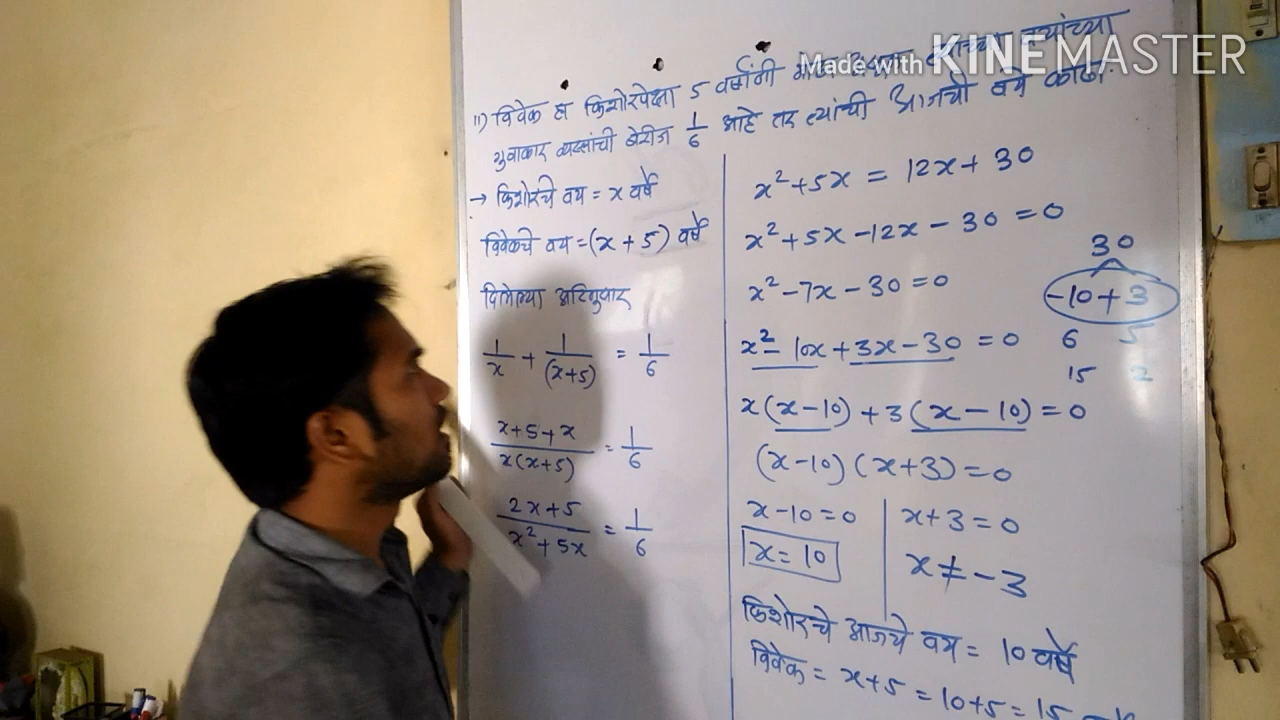 Made with KINEMASTER
11) विवेक हा किशोरपेक्षा 5 वर्षांनी त्यांच्या वयांच्या
गुणाकार व्यस्तांची बेरीज 1/6 आहे तर त्यांची आजची वये काढा.
→ किशोरचे वय = x वर्षे
विवेकचे वय = (x + 5) वर्षे
दिलेल्या अटिनुसार
1/x + 1/(x+5) = 1/6
x+5+x / x(x+5) = 1/6
2x+5 / x²+5x = 1/6
x²+5x = 12x+30
x²+5x-12x-30=0
x²-7x-30=0
x²-10x+3x-30=0
x(x-10)+3(x-10)=0
(x-10)(x+3)=0
x-10=0
x=10
x+3=0
x≠-3
30
-10+3
6 5
15 2
किशोरचे आजचे वय = 10 वर्षे
विवेक = x+5 = 10+5 = 15